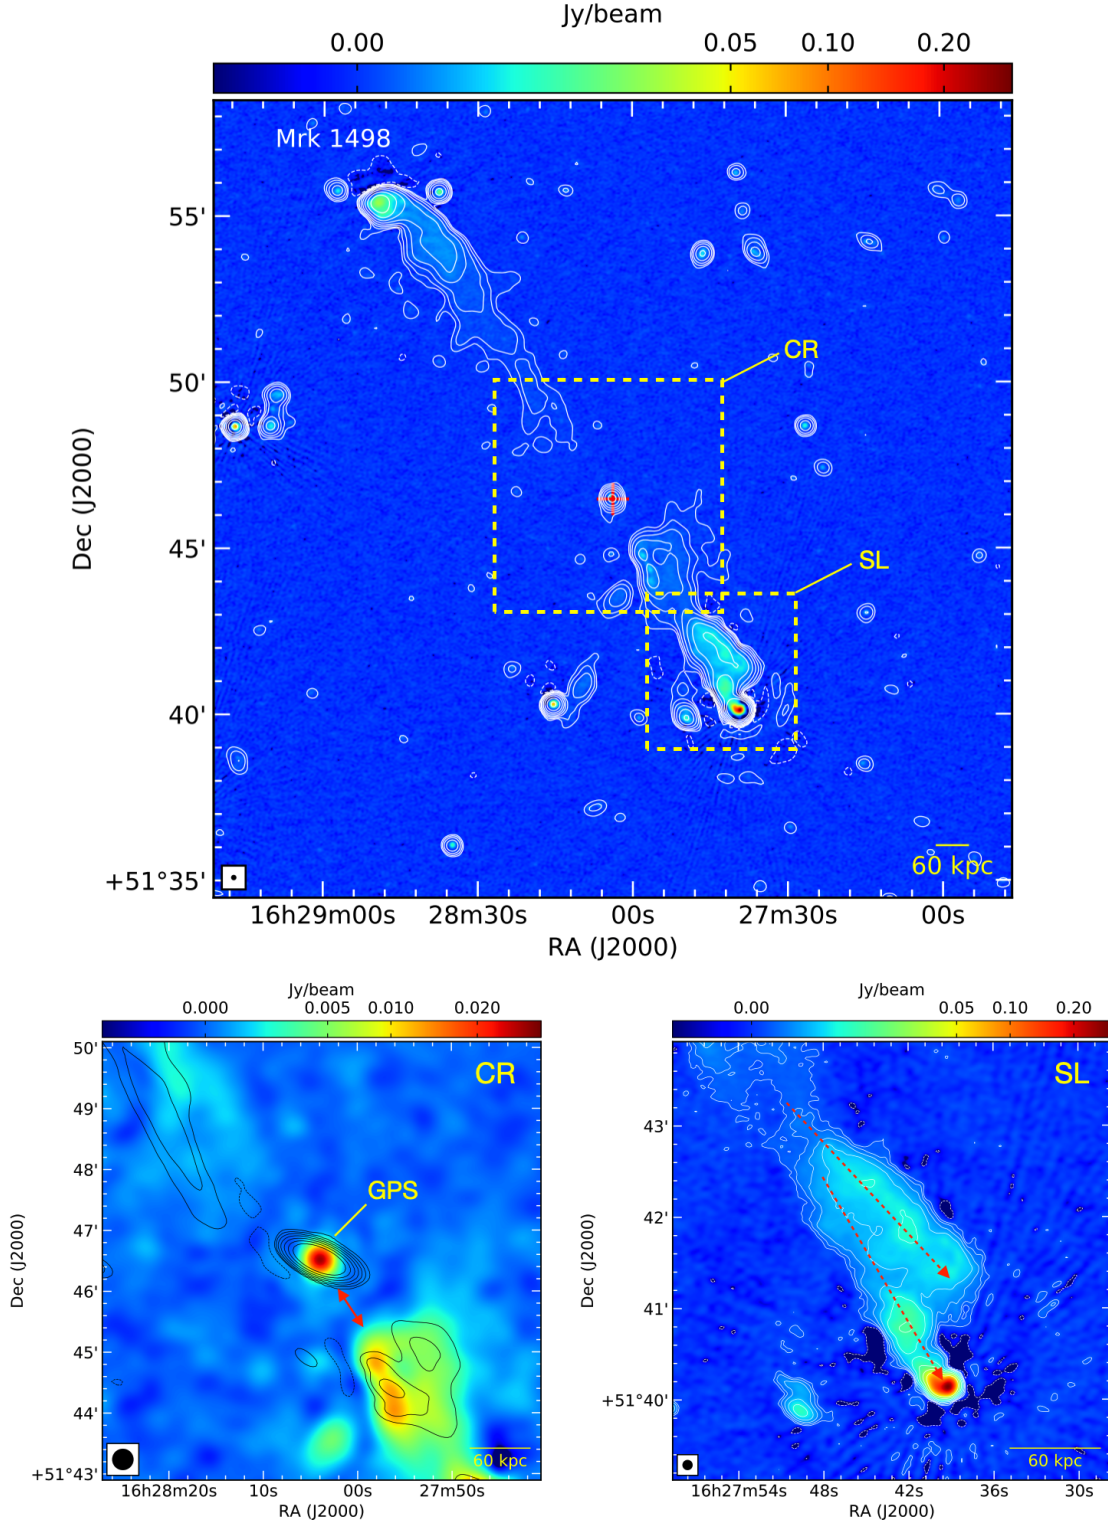 Jy/beam
0.00 0.05 0.10 0.20
Mrk 1498
55'
50'
CR
Dec (J2000)
45'
SL
40'
60 kpc
+51°35'
16h29m00s 28m30s 00s 27m30s 00s
RA (J2000)
Jy/beam
0.000 0.005 0.010 0.020
50'
CR
49'
48'
GPS
47'
Dec (J2000)
46'
45'
44'
60 kpc
+51°43'
16h28m20s 10s 00s 27m50s
RA (J2000)
Jy/beam
0.00 0.05 0.10 0.20
SL
43'
42'
Dec (J2000)
41'
+51°40'
60 kpc
16h27m54s 48s 42s 36s 30s
RA (J2000)